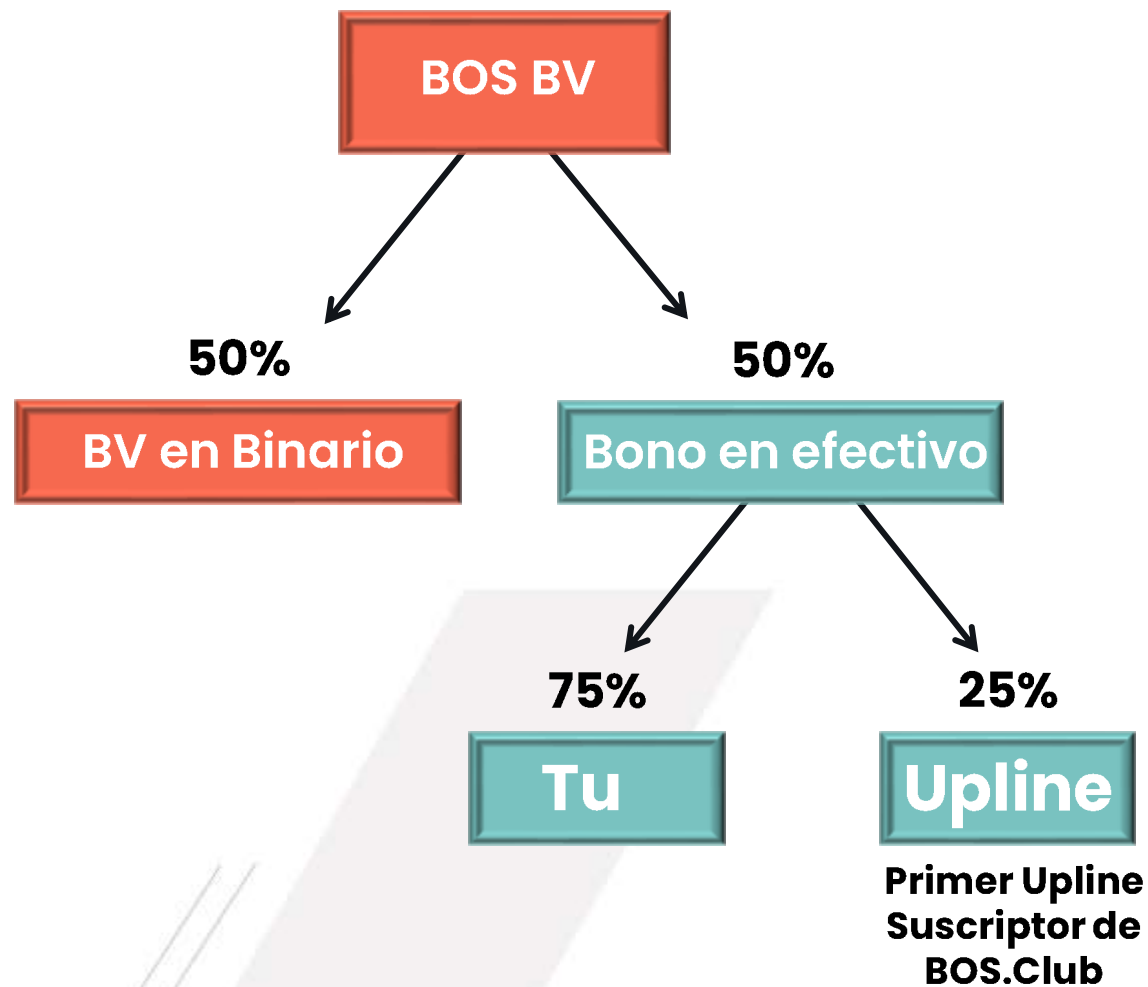 BOS BV
50%
50%
BV en Binario
Bono en efectivo
75%
25%
Tu
Upline
Primer Upline
Suscriptor de
BOS.Club